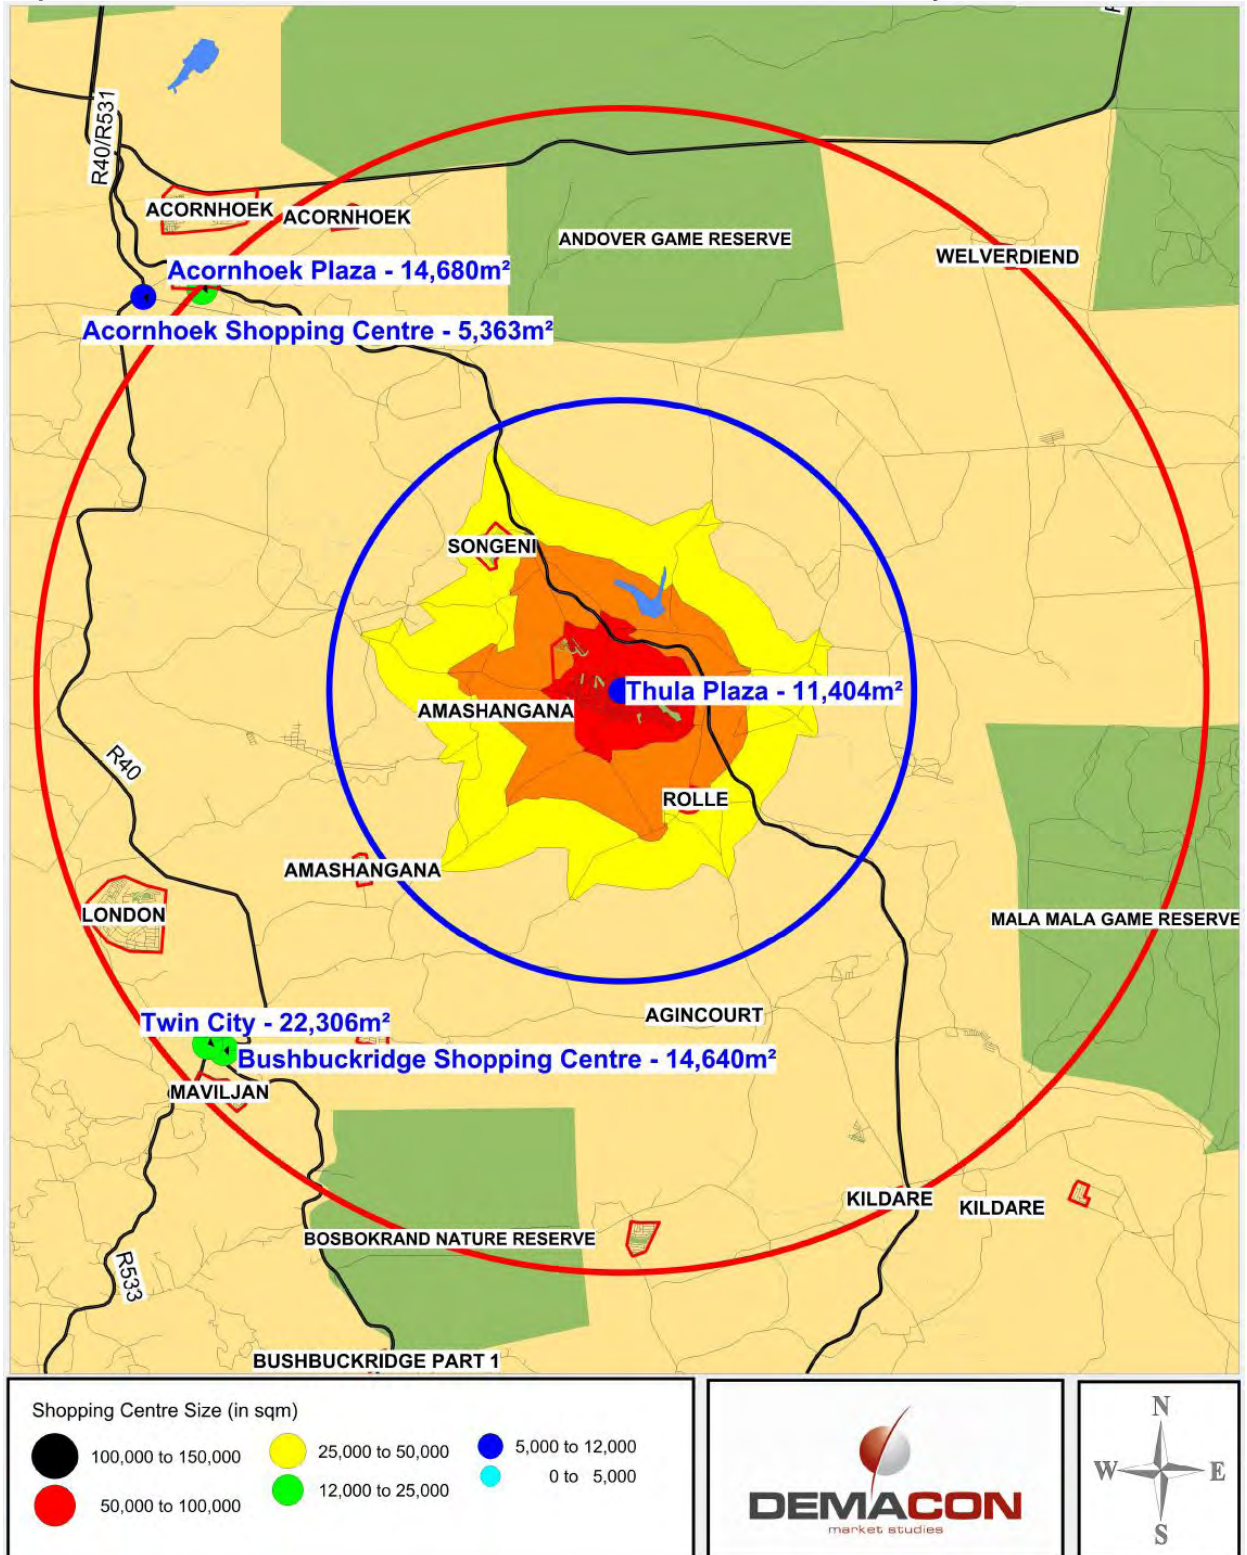 R40/R531
ACORNHOEK
ACORNHOEK
ANDOVER GAME RESERVE
WELVERDIEND
Acornhoek Plaza - 14,680m²
Acornhoek Shopping Centre - 5,363m²
SONGENI
Thula Plaza - 11,404m²
AMASHANGANA
R40
ROLLE
AMASHANGANA
LONDON
MALA MALA GAME RESERVE
AGINCOURT
Twin City - 22,306m²
Bushbuckridge Shopping Centre - 14,640m²
MAVILJAN
KILDARE
KILDARE
BOSBOKRAND NATURE RESERVE
R533
BUSHBUCKRIDGE PART 1
Shopping Centre Size (in sqm)
100,000 to 150,000
50,000 to 100,000
25,000 to 50,000
12,000 to 25,000
5,000 to 12,000
0 to 5,000
DEMACON
market studies
N
W E
S